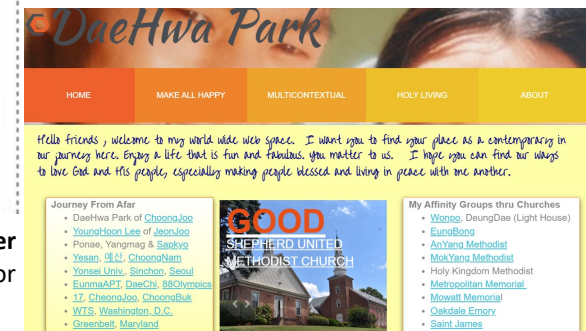 DaeHwa Park
HOME MAKE ALL HAPPY MULTICONTEXTUAL HOLY LIVING ABOUT
Hello friends , welcome to my world wide web space. I want you to find your place as a contemporary in
our journey here. Enjoy a life that is fun and fabulous. you matter to us. I hope you can find our ways
to love God and His people, especially making people blessed and living in peace with one another.
er
or
Journey From Afar
• DaeHwa Park of ChoongJoo
• YoungHoon Lee of JeonJoo
• Ponae, Yangmag & Sapkyo
• Yesan, 예산, ChoongNam
• Yonsei Univ., Sinchon, Seoul
• EunmaAPT, DaeChi, 88Olympics
• 17, CheongJoo, ChoongBuk
• WTS, Washington, D.C.
• Greenbelt, Maryland
GOOD
SHEPHERD UNITED
METHODIST CHURCH
My Affinity Groups thru Churches
• Wonpo, DeungDae (Light House)
• EungBong
• AnYang Methodist
• MokYang Methodist
• Holy Kingdom Methodist
• Metropolitan Memorial
• Mowatt Memorial
• Oakdale Emory
• Saint James